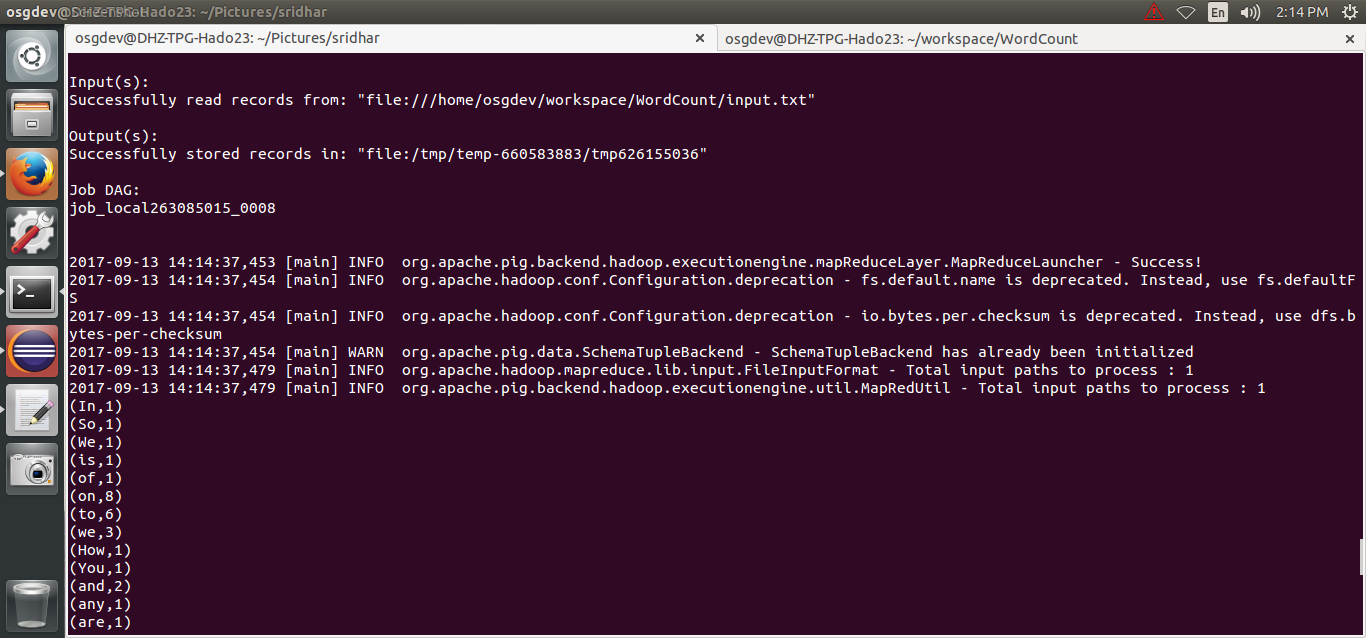 osgdev@DHZ-TPG-Hado23: ~/Pictures/sridhar
En
2:14 PM
osgdev@DHZ-TPG-Hado23: ~/Pictures/sridhar × osgdev@DHZ-TPG-Hado23: ~/workspace/WordCount ×
Input(s):
Successfully read records from: "file:///home/osgdev/workspace/WordCount/input.txt"
Output(s):
Successfully stored records in: "file:/tmp/temp-660583883/tmp626155036"
Job DAG:
job_local263085015_0008
2017-09-13 14:14:37,453 [main] INFO  org.apache.pig.backend.hadoop.executionengine.mapReduceLayer.MapReduceLauncher - Success!
2017-09-13 14:14:37,454 [main] INFO  org.apache.hadoop.conf.Configuration.deprecation - fs.default.name is deprecated. Instead, use fs.defaultF
S
2017-09-13 14:14:37,454 [main] INFO  org.apache.hadoop.conf.Configuration.deprecation - io.bytes.per.checksum is deprecated. Instead, use dfs.b
ytes-per-checksum
2017-09-13 14:14:37,454 [main] WARN  org.apache.pig.data.SchemaTupleBackend - SchemaTupleBackend has already been initialized
2017-09-13 14:14:37,479 [main] INFO  org.apache.hadoop.mapreduce.lib.input.FileInputFormat - Total input paths to process : 1
2017-09-13 14:14:37,479 [main] INFO  org.apache.pig.backend.hadoop.executionengine.util.MapRedUtil - Total input paths to process : 1
(In,1)
(So,1)
(We,1)
(is,1)
(of,1)
(on,8)
(to,6)
(we,3)
(How,1)
(You,1)
(and,2)
(any,1)
(are,1)